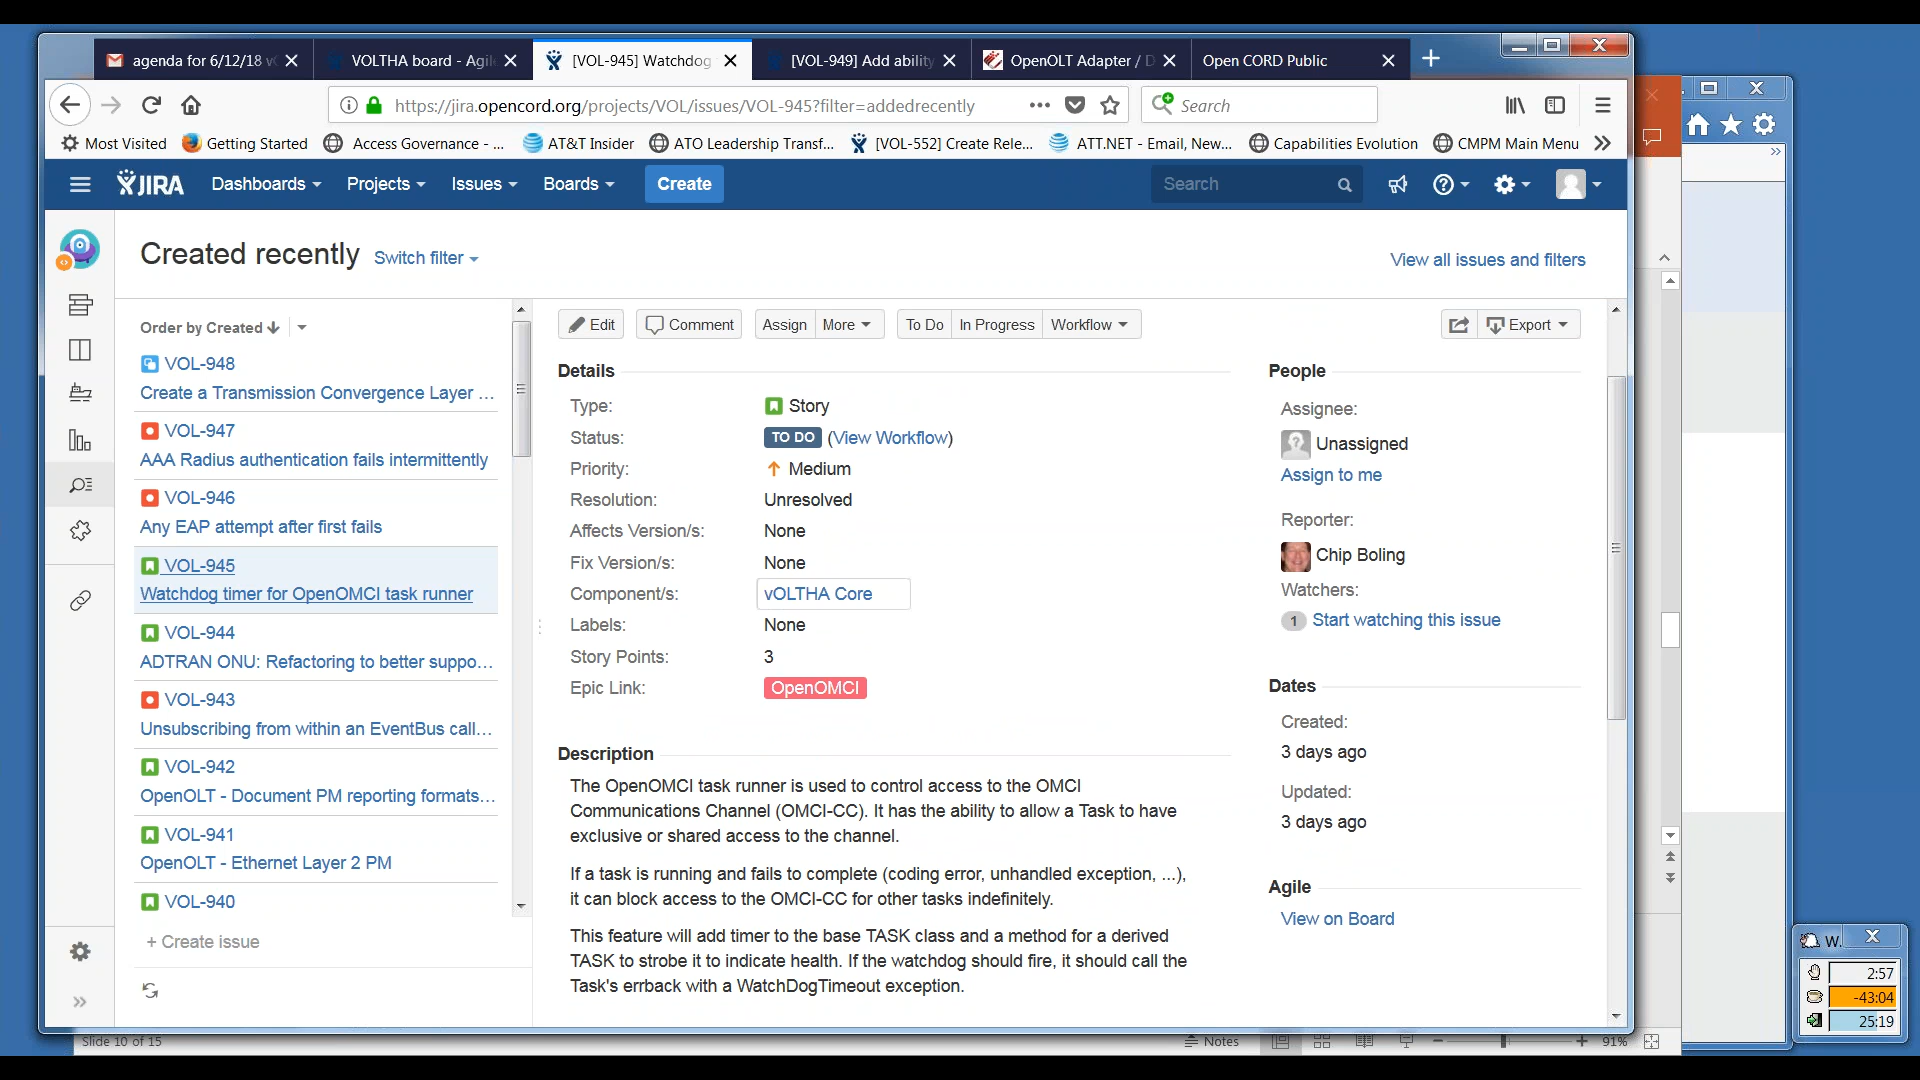 agenda for 6/12/18 v
VOLTHA board - Agil
[VOL-945] Watchdog
[VOL-949] Add ability
OpenOLT Adapter / D
Open CORD Public
https://jira.opencord.org/projects/VOL/issues/VOL-945?filter=addedrecently
Search
Most Visited
Getting Started
Access Governance - ...
AT&T Insider
ATO Leadership Transf...
[VOL-552] Create Rele...
ATT.NET - Email, New...
Capabilities Evolution
CMPM Main Menu
JIRA
Dashboards
Projects
Issues
Boards
Create
Search
Created recently
Switch filter
View all issues and filters
Order by Created
VOL-948
Create a Transmission Convergence Layer ...
VOL-947
AAA Radius authentication fails intermittently
VOL-946
Any EAP attempt after first fails
VOL-945
Watchdog timer for OpenOMCI task runner
VOL-944
ADTRAN ONU: Refactoring to better suppo...
VOL-943
Unsubscribing from within an EventBus call...
VOL-942
OpenOLT - Document PM reporting formats...
VOL-941
OpenOLT - Ethernet Layer 2 PM
VOL-940
+ Create issue
Edit
Comment
Assign
More
To Do
In Progress
Workflow
Export
Details
Type:
Story
Status:
TO DO (View Workflow)
Priority:
Medium
Resolution:
Unresolved
Affects Version/s:
None
Fix Version/s:
None
Component/s:
vOLTHA Core
Labels:
None
Story Points:
3
Epic Link:
OpenOMCI
Description
The OpenOMCI task runner is used to control access to the OMCI
Communications Channel (OMCI-CC). It has the ability to allow a Task to have
exclusive or shared access to the channel.
If a task is running and fails to complete (coding error, unhandled exception, ...),
it can block access to the OMCI-CC for other tasks indefinitely.
This feature will add timer to the base TASK class and a method for a derived
TASK to strobe it to indicate health. If the watchdog should fire, it should call the
Task's errback with a WatchDogTimeout exception.
People
Assignee:
Unassigned
Assign to me
Reporter:
Chip Boling
Watchers:
1 Start watching this issue
Dates
Created:
3 days ago
Updated:
3 days ago
Agile
View on Board
W.
2:57
-43:04
25:19
Slide 10 of 15
Notes
91%